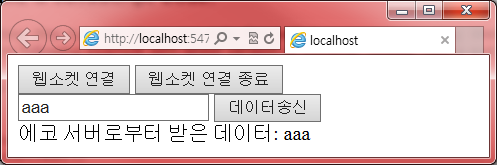 http://localhost:547
localhost
웹소켓 연결 웹소켓 연결 종료
aaa 데이터송신
에코 서버로부터 받은 데이터: aaa